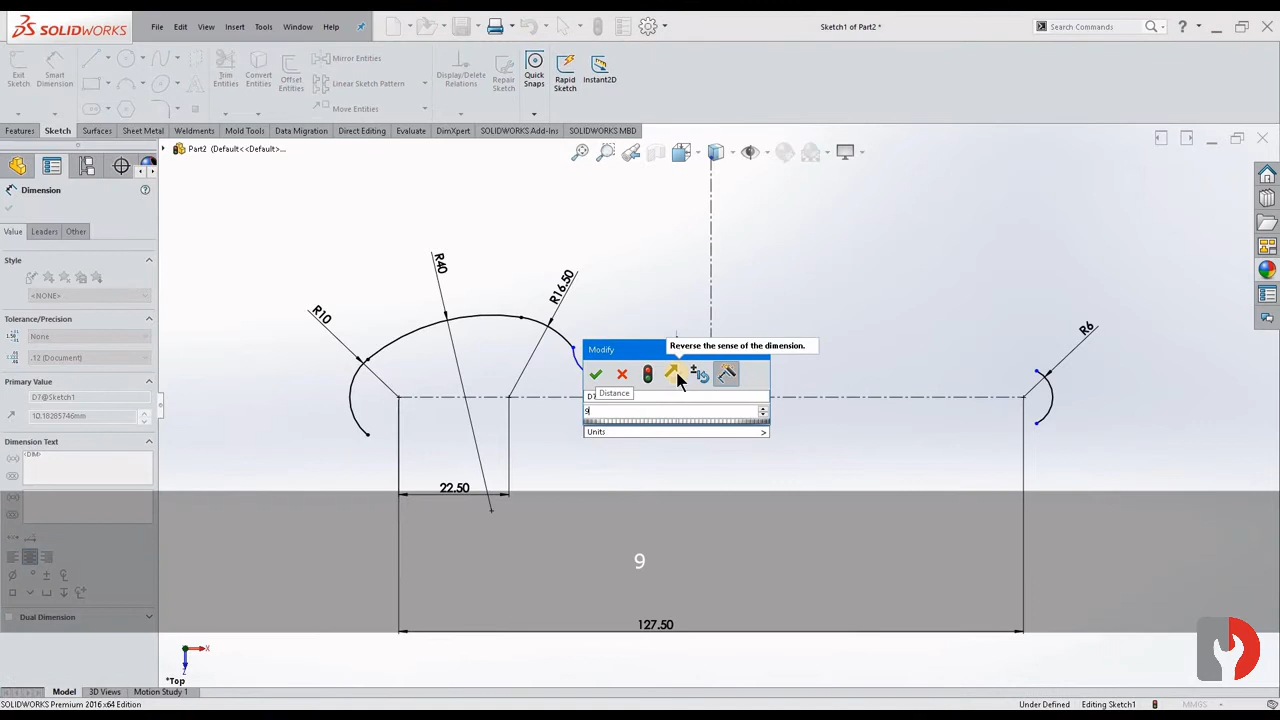 SOLIDWORKS
File Edit View Insert Tools Window Help
Sketch1 of Part2 *
Search Commands
Exit Sketch
Smart Dimension
Trim Entities
Convert Entities
Offset Entities
Mirror Entities
Linear Sketch Pattern
Move Entities
Display/Delete Relations
Repair Sketch
Quick Snaps
Rapid Sketch
Instant2D
Features Sketch Surfaces Sheet Metal Weldments Mold Tools Data Migration Direct Editing Evaluate DimXpert SOLIDWORKS Add-Ins SOLIDWORKS MBD
Part2 (Default<<Default>...
Dimension
Value Leaders Other
Style
<NONE>
Tolerance/Precision
None
.12 (Document)
Primary Value
D7@Sketch1
10.18285746mm
Dimension Text
<DIM>
Dual Dimension
R10
R40
R16.50
R6
Reverse the sense of the dimension.
Modify
Distance
9
Units
22.50
9
127.50
*Top
Model 3D Views Motion Study 1
SOLIDWORKS Premium 2016 x64 Edition
Under Defined Editing Sketch1 MMGS